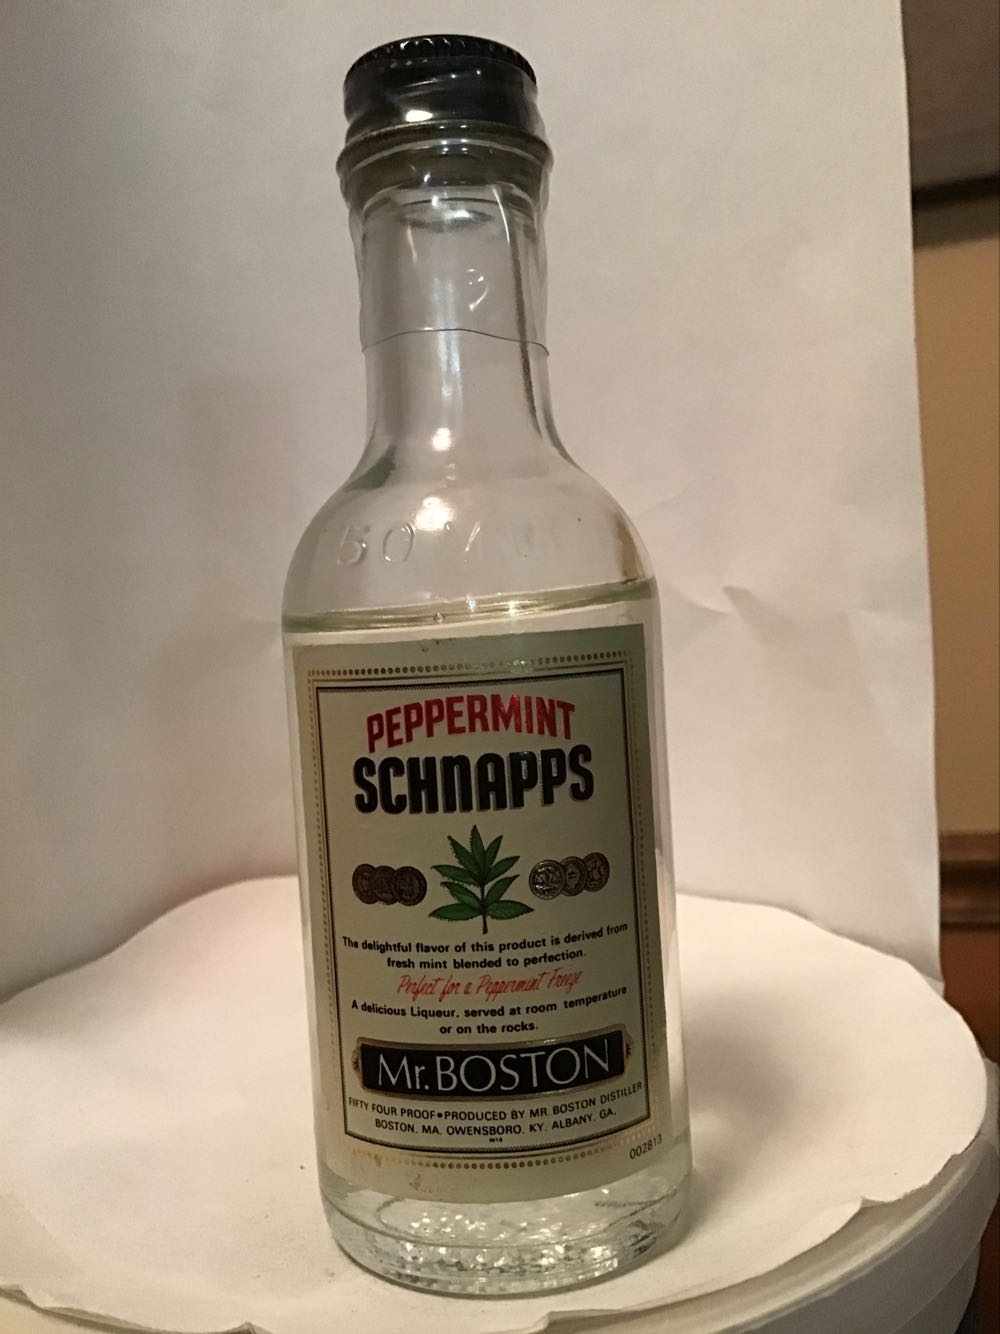 50 M
PEPPERMINT
SCHNAPPS
The delightful flavor of this product is derived from
fresh mint blended to perfection.
Perfect for a Peppermint Freeze
A delicious Liqueur, served at room temperature
or on the rocks.
Mr. BOSTON
FIFTY FOUR PROOF•PRODUCED BY MR. BOSTON DISTILLER
BOSTON, MA, OWENSBORO, KY, ALBANY, GA.
W14
002813